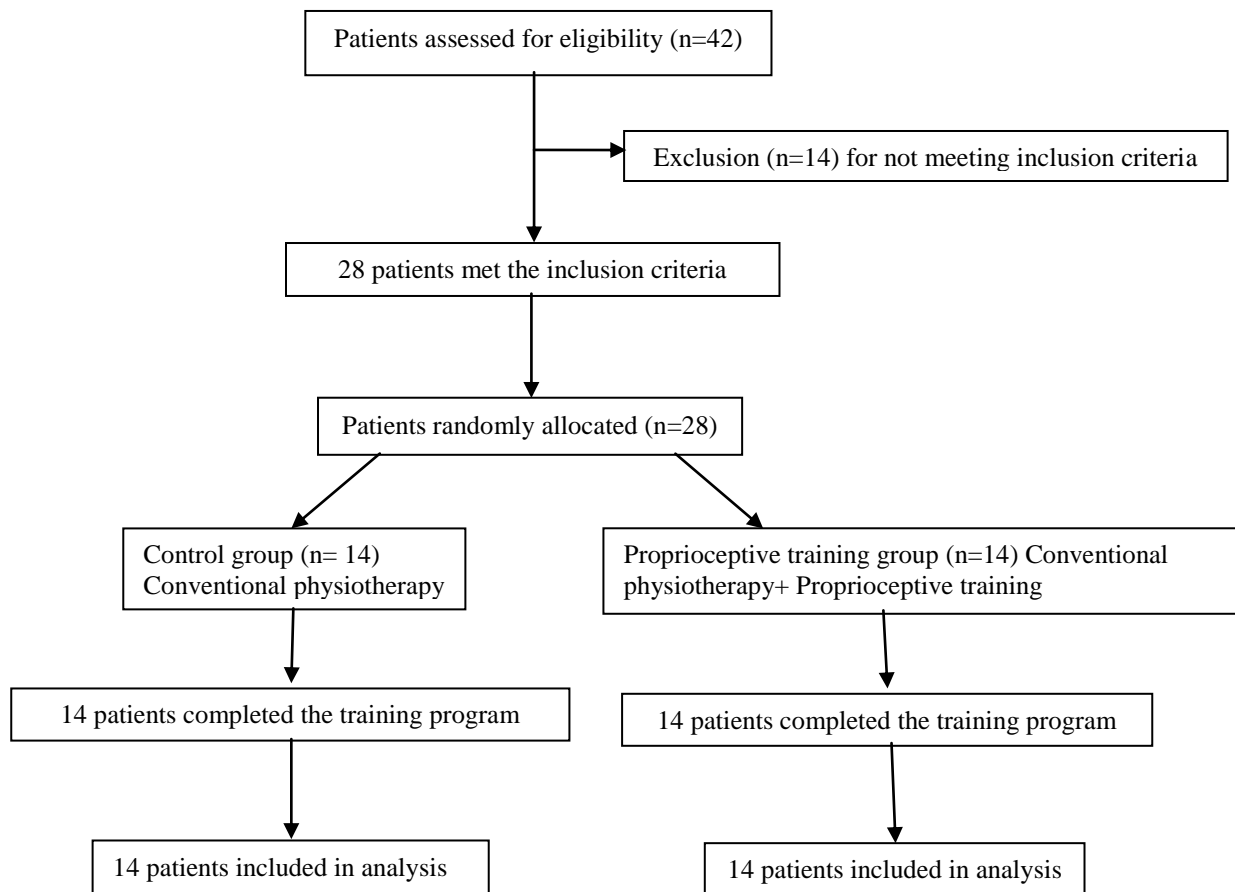 Patients assessed for eligibility (n=42)
Exclusion (n=14) for not meeting inclusion criteria
28 patients met the inclusion criteria
Patients randomly allocated (n=28)
Control group (n= 14)
Conventional physiotherapy
Proprioceptive training group (n=14) Conventional
physiotherapy+ Proprioceptive training
14 patients completed the training program
14 patients completed the training program
14 patients included in analysis
14 patients included in analysis